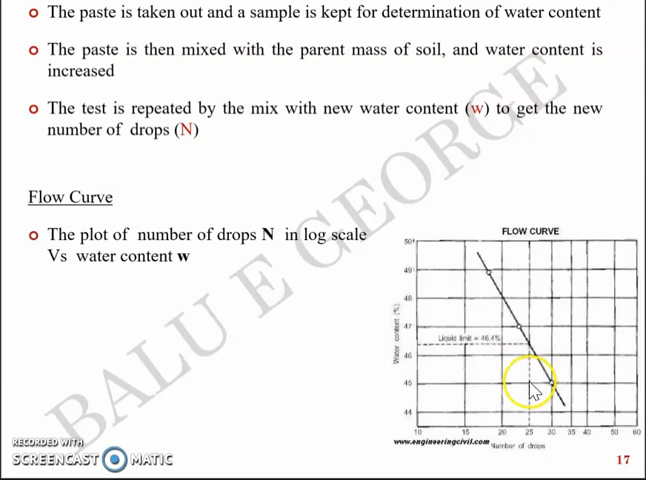 The paste is taken out and a sample is kept for determination of water content
The paste is then mixed with the parent mass of soil, and water content is
increased
The test is repeated by the mix with new water content (w) to get the new
number of drops (N)
Flow Curve
The plot of number of drops N in log scale
Vs water content w
FLOW CURVE
50
49
48
47
46
45
44
Water content (%)
Liquid limit = 46.4%
10 15 20 25 30 35 40 50 60
www.engineeringcivil.com Number of drops
BALU E GEORGE
RECORDED WITH
SCREENCAST MATIC
17